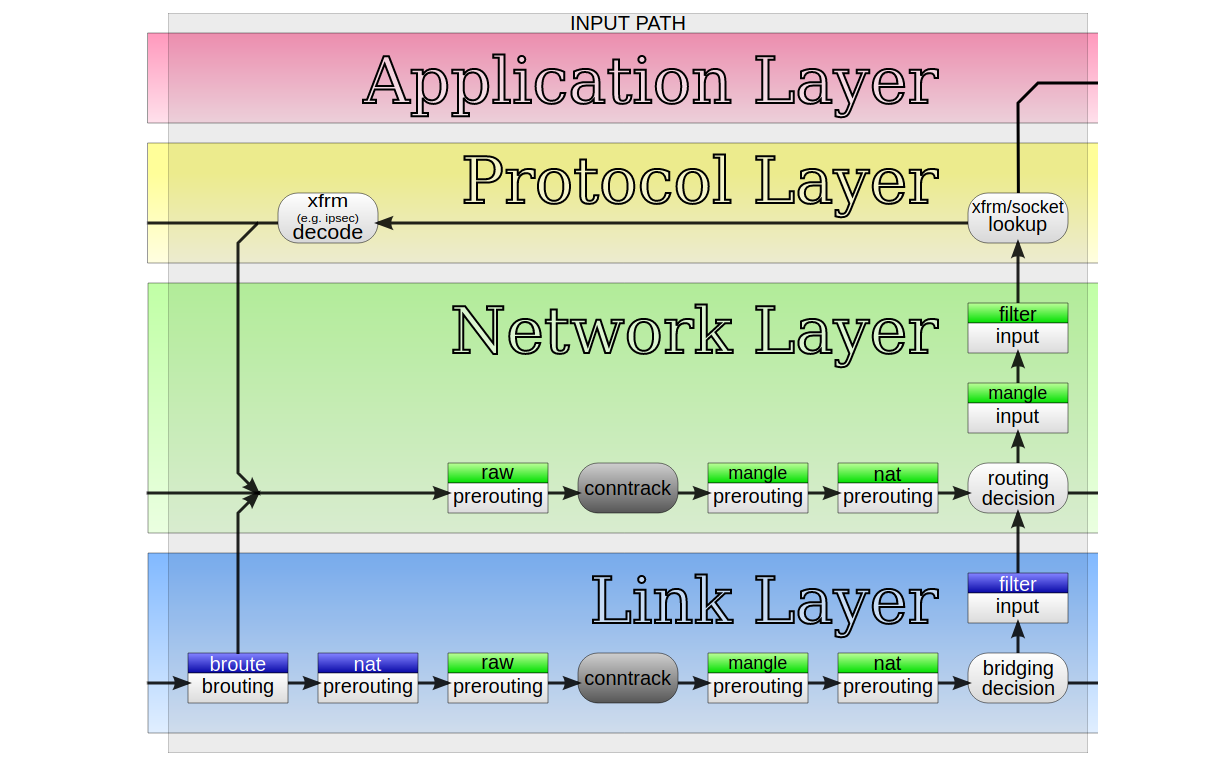 INPUT PATH
Application Layer
Protocol Layer
xfrm
(e.g. ipsec)
decode
xfrm/socket
lookup
Network Layer
filter
input
mangle
input
raw
prerouting
conntrack
mangle
prerouting
nat
prerouting
routing
decision
Link Layer
filter
input
broute
brouting
nat
prerouting
raw
prerouting
conntrack
mangle
prerouting
nat
prerouting
bridging
decision